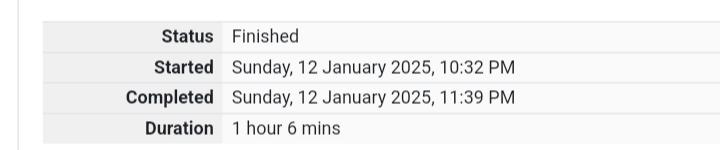 Status Finished
Started Sunday, 12 January 2025, 10:32 PM
Completed Sunday, 12 January 2025, 11:39 PM
Duration 1 hour 6 mins